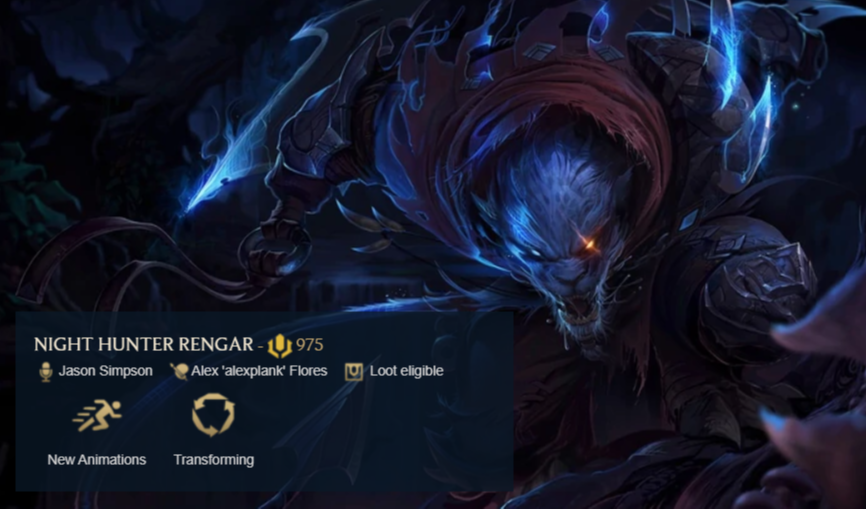 NIGHT HUNTER RENGAR - 975
Jason Simpson Alex 'alexplank' Flores Loot eligible
New Animations Transforming